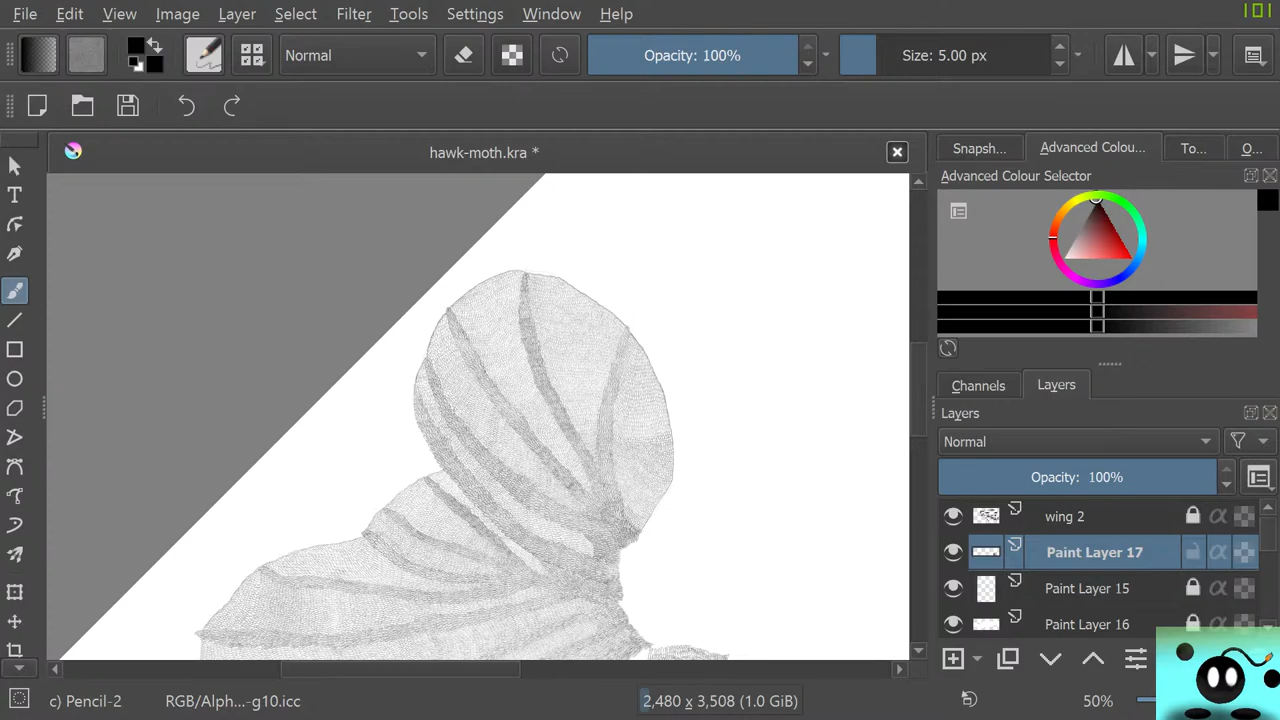 File Edit View Image Layer Select Filter Tools Settings Window Help
Normal Opacity: 100% Size: 5.00 px
hawk-moth.kra *
Snapsh... Advanced Colou... To... O...
Advanced Colour Selector
Channels Layers
Layers
Normal
Opacity: 100%
wing 2
Paint Layer 17
Paint Layer 15
Paint Layer 16
c) Pencil-2 RGB/Alph...-g10.icc 2,480 x 3,508 (1.0 GiB) 50%